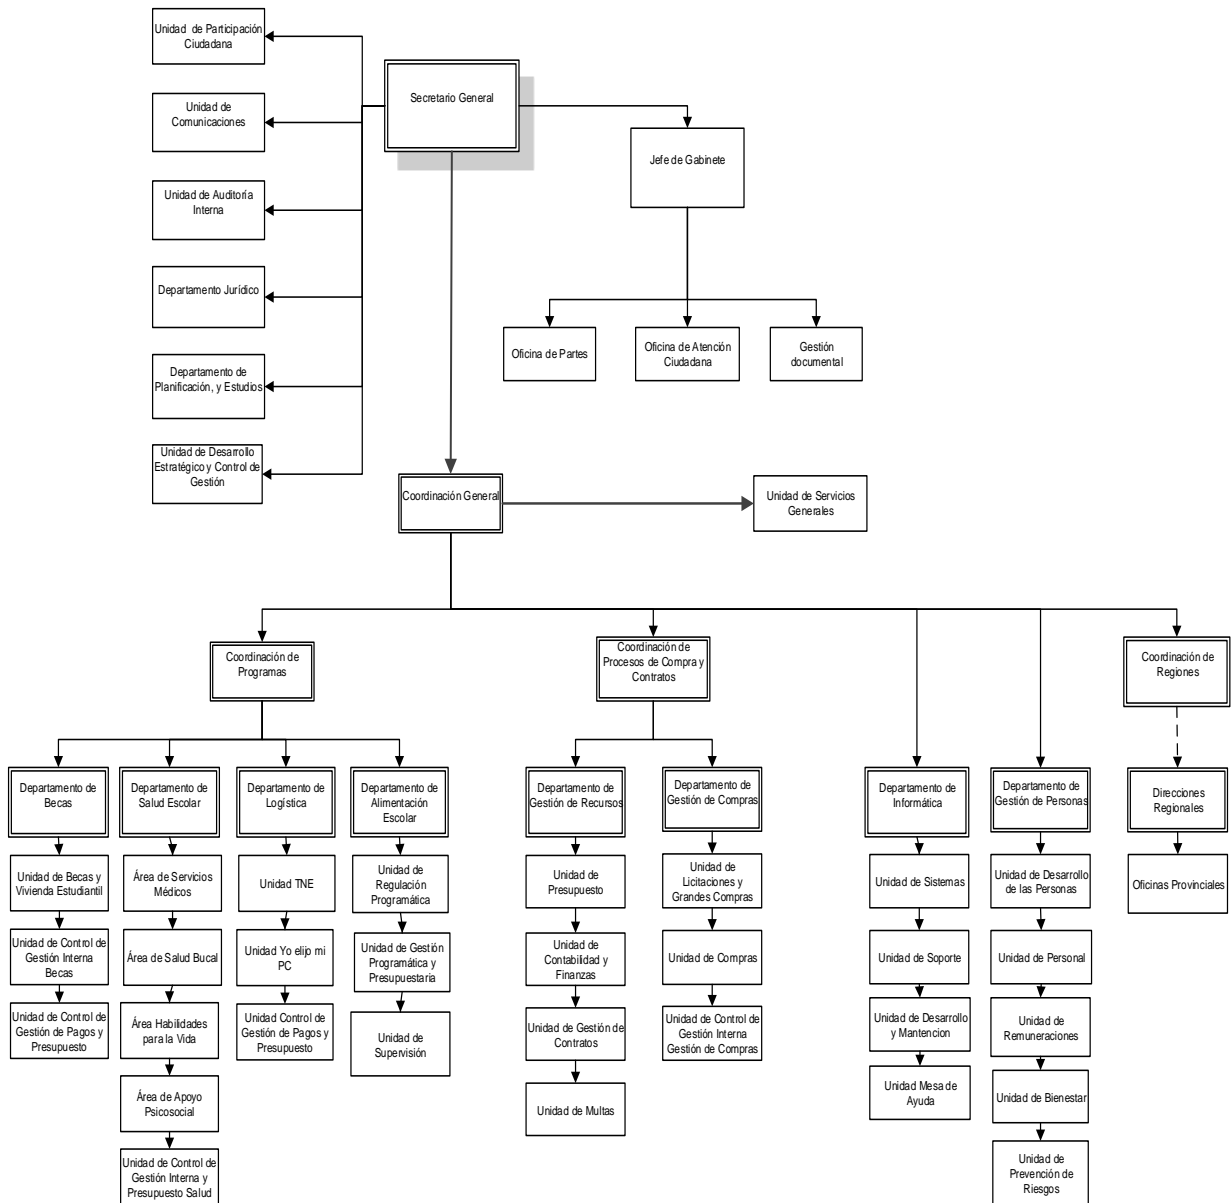 Unidad de Participación
Ciudadana
Secretario General
Unidad de
Comunicaciones
Jefe de Gabinete
Unidad de Auditoría
Interna
Departamento Jurídico
Oficina de Partes
Oficina de Atención
Ciudadana
Gestión
documental
Departamento de
Planificación, y Estudios
Unidad de Desarrollo
Estratégico y Control de
Gestión
Coordinación General
Unidad de Servicios
Generales
Coordinación de
Programas
Coordinación de
Procesos de Compra y
Contratos
Coordinación de
Regiones
Departamento de
Becas
Departamento de
Salud Escolar
Departamento de
Logística
Departamento de
Alimentación
Escolar
Departamento de
Gestión de Recursos
Departamento de
Gestión de Compras
Departamento de
Informática
Departamento de
Gestión de Personas
Direcciones
Regionales
Unidad de Becas y
Vivienda Estudiantil
Área de Servicios
Médicos
Unidad TNE
Unidad de
Regulación
Programática
Unidad de
Presupuesto
Unidad de
Licitaciones y
Grandes Compras
Unidad de Sistemas
Unidad de Desarrollo
de las Personas
Oficinas Provinciales
Unidad de Control de
Gestión Interna
Becas
Área de Salud Bucal
Unidad Yo elijo mi
PC
Unidad de Gestión
Programática y
Presupuestaria
Unidad de
Contabilidad y
Finanzas
Unidad de Compras
Unidad de Soporte
Unidad de Personal
Unidad de Control de
Gestión de Pagos y
Presupuesto
Área Habilidades
para la Vida
Unidad Control de
Gestión de Pagos y
Presupuesto
Unidad de
Supervisión
Unidad de Gestión de
Contratos
Unidad de Control de
Gestión Interna
Gestión de Compras
Unidad de Desarrollo
y Mantencion
Unidad de
Remuneraciones
Área de Apoyo
Psicosocial
Unidad de Multas
Unidad Mesa de
Ayuda
Unidad de Bienestar
Unidad de Control de
Gestión Interna y
Presupuesto Salud
Unidad de
Prevención de
Riesgos